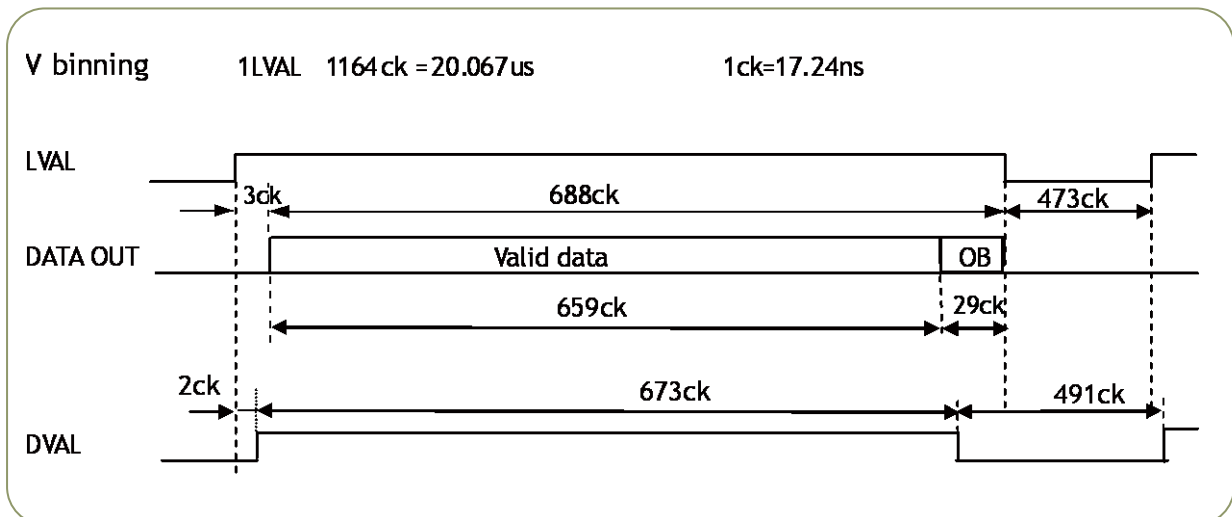 V binning 1LVAL 1164ck =20.067us 1ck=17.24ns
LVAL
3ck 688ck 473ck
DATA OUT Valid data OB
659ck 29ck
2ck 673ck 491ck
DVAL